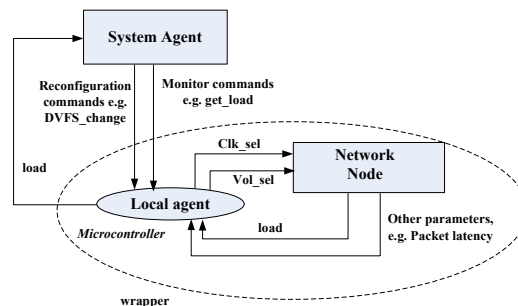 System Agent
Reconfiguration
commands e.g.
DVFS_change
Monitor commands
e.g. get_load
load
Clk_sel
Vol_sel
Network
Node
Local agent
Microcontroller
load
Other parameters,
e.g. Packet latency
wrapper